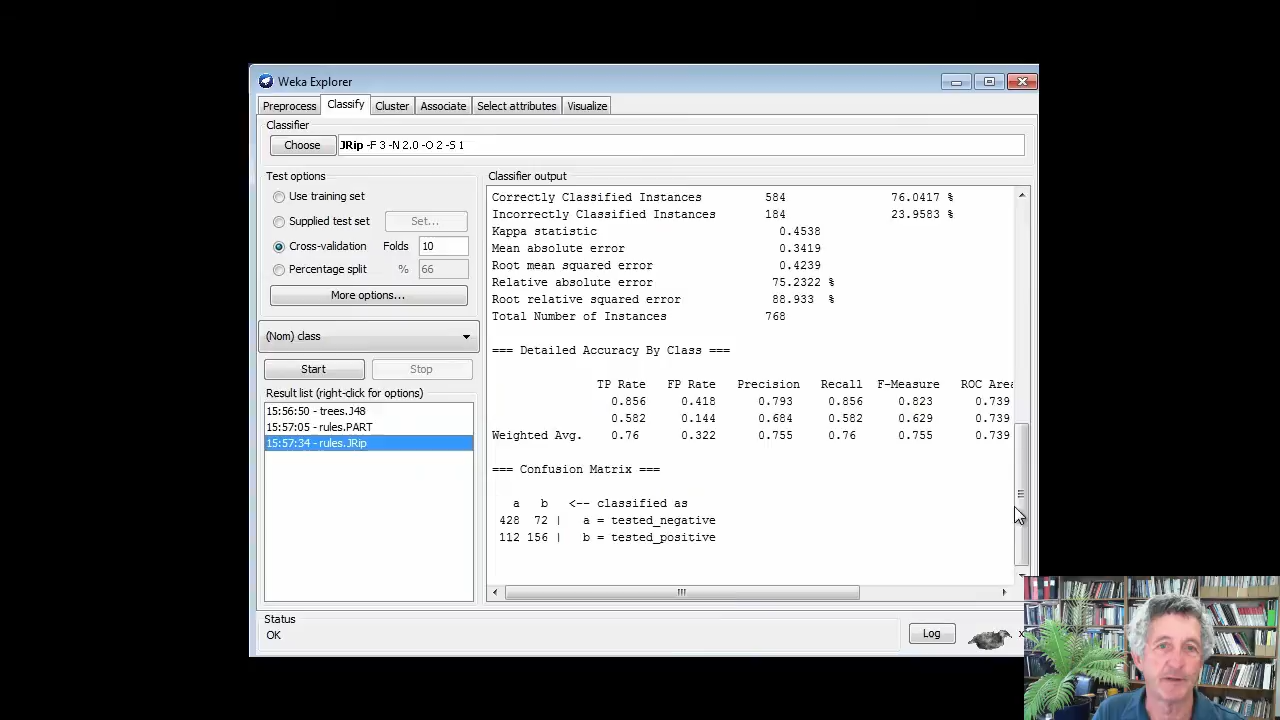 Weka Explorer
Preprocess Classify Cluster Associate Select attributes Visualize
Classifier
Choose JRip -F 3 -N 2.0 -O 2 -S 1
Test options
Use training set
Supplied test set Set...
Cross-validation Folds 10
Percentage split % 66
More options...
(Nom) class
Start Stop
Result list (right-click for options)
15:56:50 - trees.J48
15:57:05 - rules.PART
15:57:34 - rules.JRip
Classifier output
Correctly Classified Instances 584 76.0417 %
Incorrectly Classified Instances 184 23.9583 %
Kappa statistic 0.4538
Mean absolute error 0.3419
Root mean squared error 0.4239
Relative absolute error 75.2322 %
Root relative squared error 88.933 %
Total Number of Instances 768
=== Detailed Accuracy By Class ===
TP Rate FP Rate Precision Recall F-Measure ROC Area
0.856 0.418 0.793 0.856 0.823 0.739
0.582 0.144 0.684 0.582 0.629 0.739
Weighted Avg. 0.76 0.322 0.755 0.76 0.755 0.739
=== Confusion Matrix ===
a b <-- classified as
428 72 | a = tested_negative
112 156 | b = tested_positive
Status
OK
Log
x